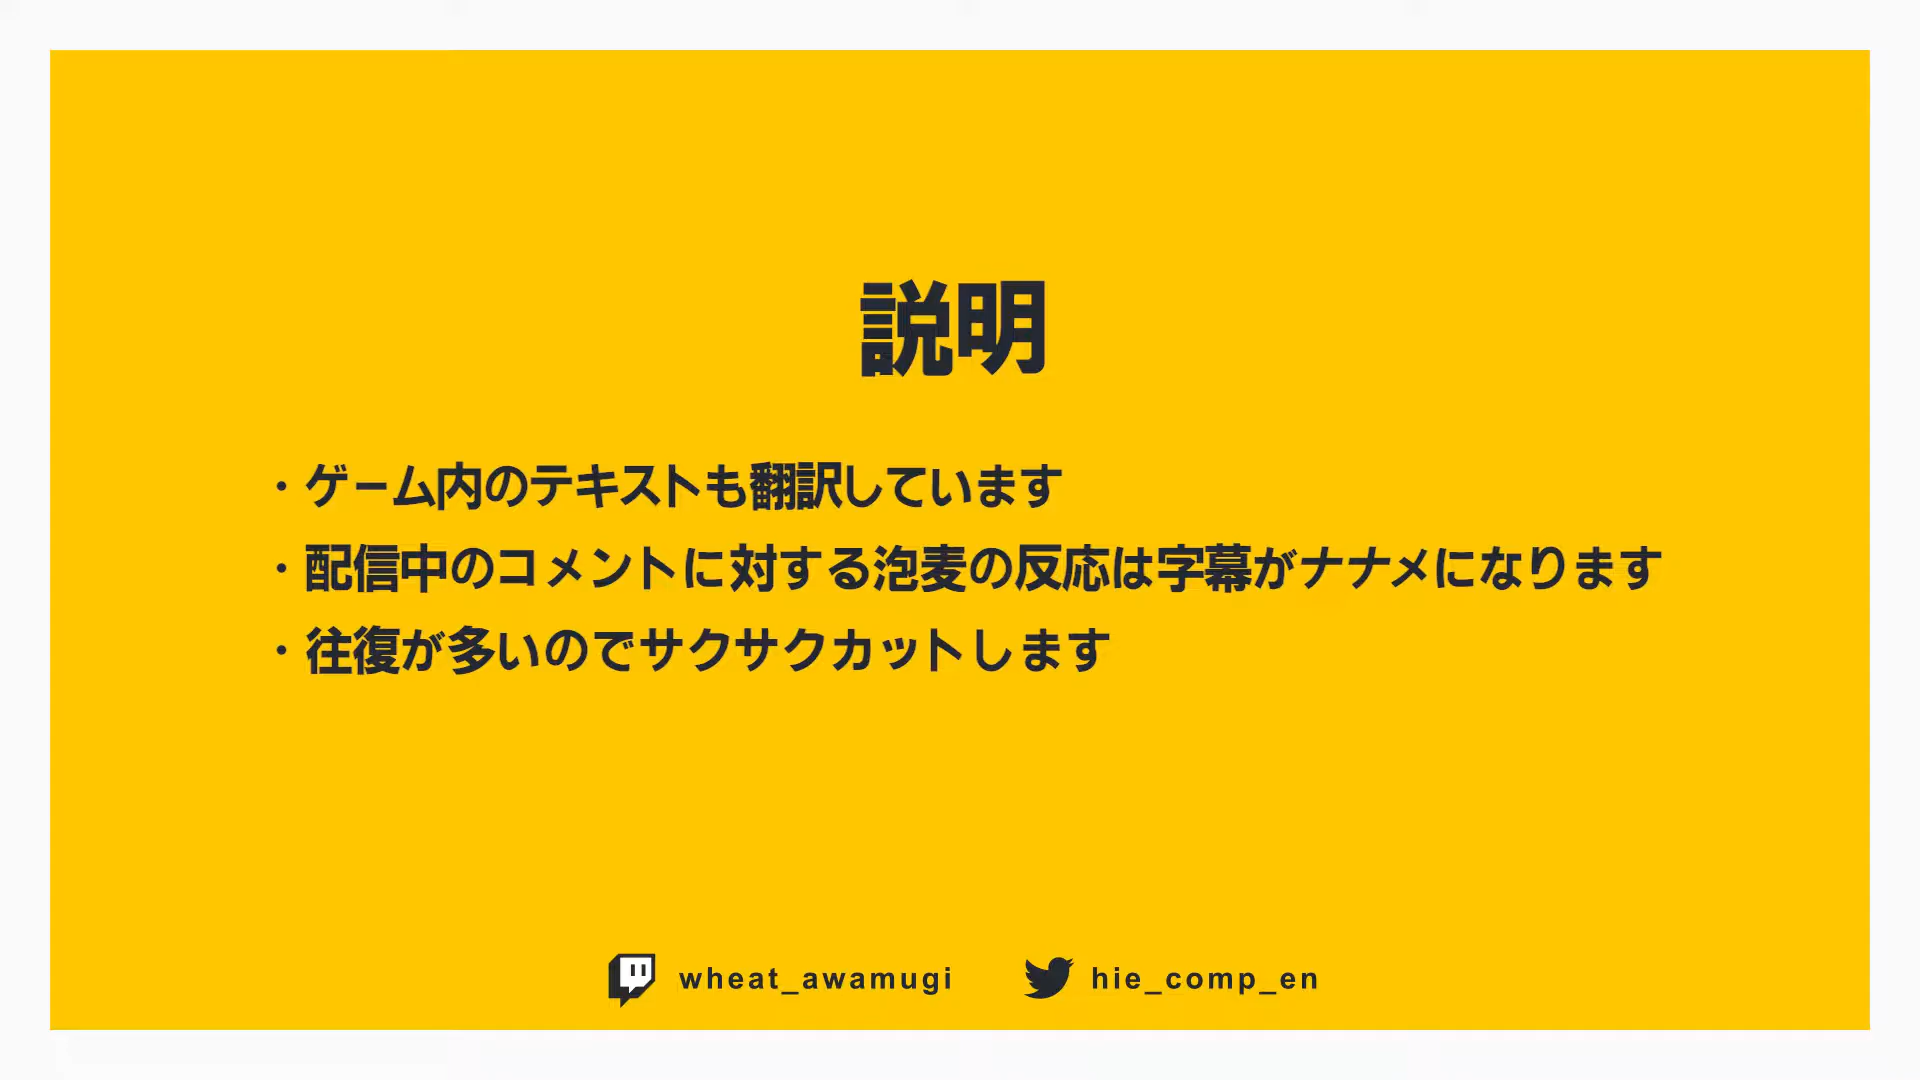 説明
・ゲーム内のテキストも翻訳しています
・配信中のコメントに対する泡麦の反応は字幕がナナメになります
・往復が多いのでサクサクカットします
wheat_awamugi hie_comp_en